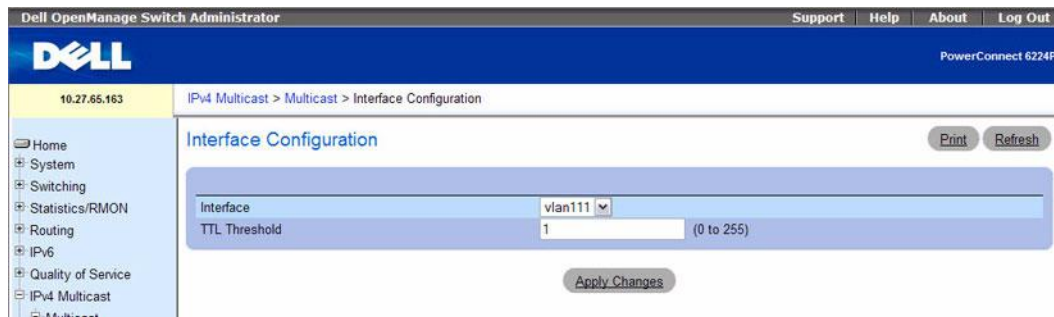 Dell OpenManage Switch Administrator
Support | Help | About | Log Out
DELL
PowerConnect 6224P
10.27.65.163
IPv4 Multicast > Multicast > Interface Configuration
Home
System
Switching
Statistics/RMON
Routing
IPv6
Quality of Service
IPv4 Multicast
Multicast
Interface Configuration
Print
Refresh
Interface
vlan111
TTL Threshold
1
(0 to 255)
Apply Changes